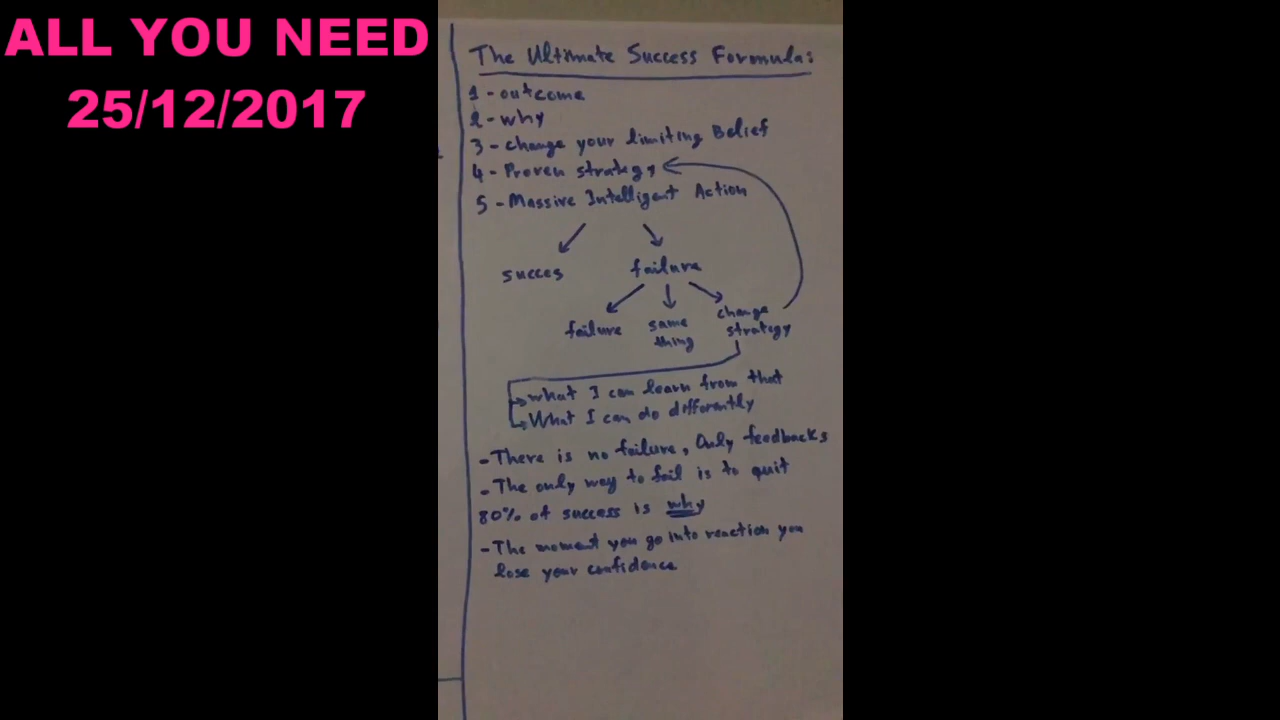 ALL YOU NEED
25/12/2017
The Ultimate Success Formula:
1 - outcome
2 - why
3 - change your limiting Belief
4 - Proven strategy
5 - Massive Intelligent Action
succes
failure
failure
same
thing
change
strategy
what I can learn from that
What I can do differently
- There is no failure, Only feedbacks
- The only way to fail is to quit
80% of success is why
- The moment you go into reaction you
lose your confidence